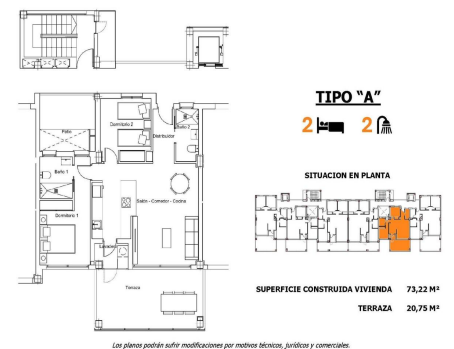 TIPO "A"
2
2
SITUACION EN PLANTA
SUPERFICIE CONSTRUIDA VIVIENDA 73,22 M²
TERRAZA 20,75 M²
Dormitorio 2
Patio
Distribuidor
Baño 2
Baño 1
Dormitorio 1
Salón - Comedor - Cocina
Lavadero
Terraza
Los planos podrán sufrir modificaciones por motivos técnicos, jurídicos y comerciales.